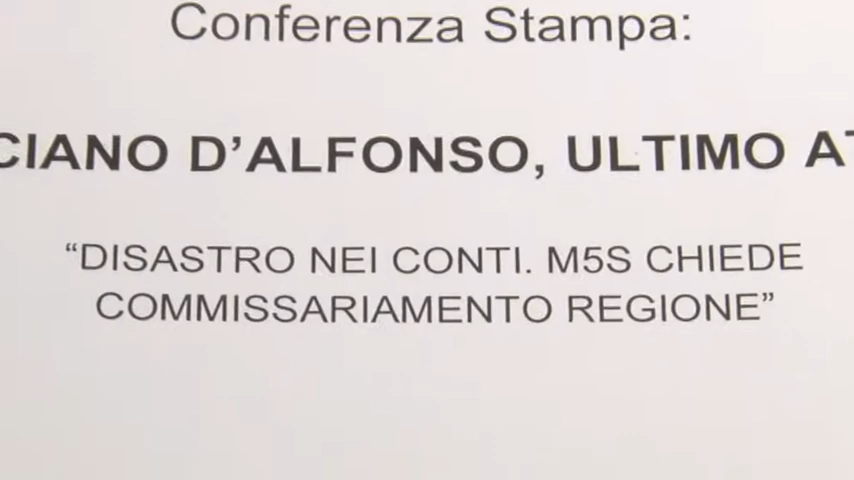 Conferenza Stampa:
CIANO D’ALFONSO, ULTIMO AT
“DISASTRO NEI CONTI. M5S CHIEDE
COMMISSARIAMENTO REGIONE”